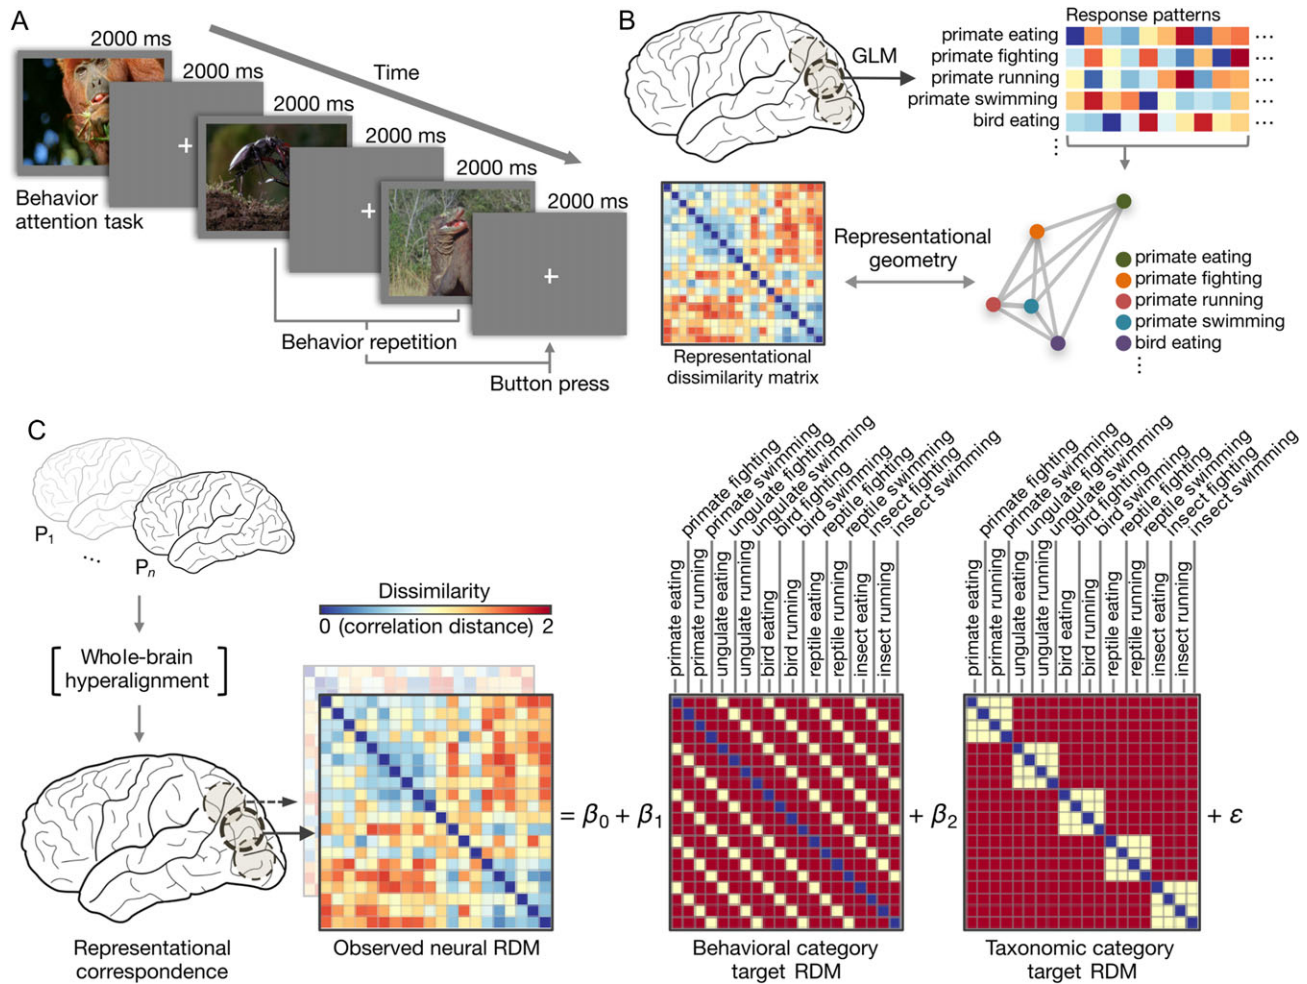 A
2000 ms
2000 ms
2000 ms
2000 ms
2000 ms
2000 ms
Time
Behavior
attention task
Behavior repetition
Button press
B
GLM
Response patterns
primate eating
primate fighting
primate running
primate swimming
bird eating
...
...
...
...
...
⋮
Representational
geometry
Representational
dissimilarity matrix
primate eating
primate fighting
primate running
primate swimming
bird eating
⋮
C
P1
...
Pn
Whole-brain
hyperalignment
Representational
correspondence
Dissimilarity
0 (correlation distance) 2
Observed neural RDM
= β0 + β1
primate eating
primate fighting
primate running
primate swimming
ungulate eating
ungulate fighting
ungulate running
ungulate swimm
bird eating
bird fighting
bird running
bird swimming
reptile eating
reptile fighting
reptile running
reptile swimming
insect eating
insect fighting
insect running
insect swimming
Behavioral category
target RDM
+ β2
primate eating
primate fighting
primate running
primate swimming
ungulate eating
ungulate fighting
ungulate running
ungulate swimming
bird eating
bird fighting
bird running
bird swimming
reptile eating
reptile fighting
reptile running
reptile swimming
insect eating
insect fighting
insect running
insect swimming
Taxonomic category
target RDM
+ ε